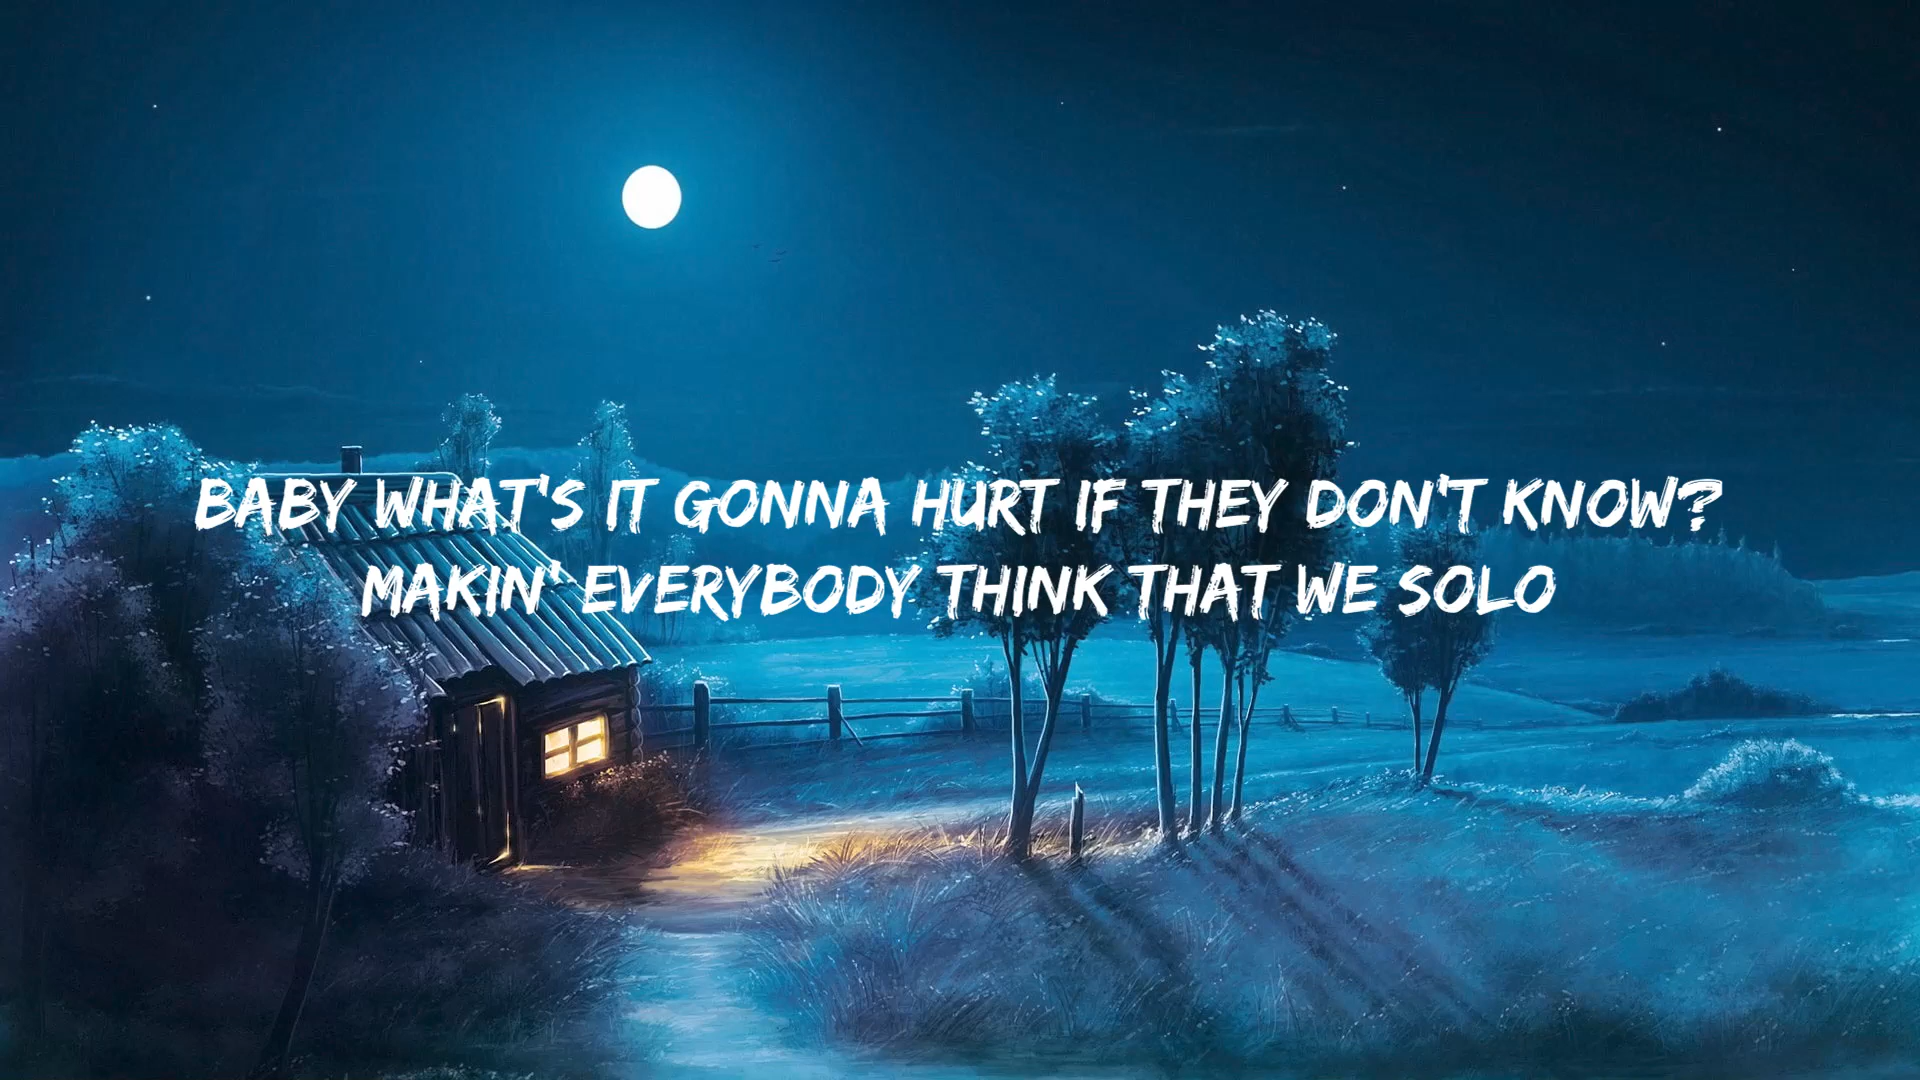 BABY WHAT'S IT GONNA HURT IF THEY DON'T KNOW?
MAKIN' EVERYBODY THINK THAT WE SOLO